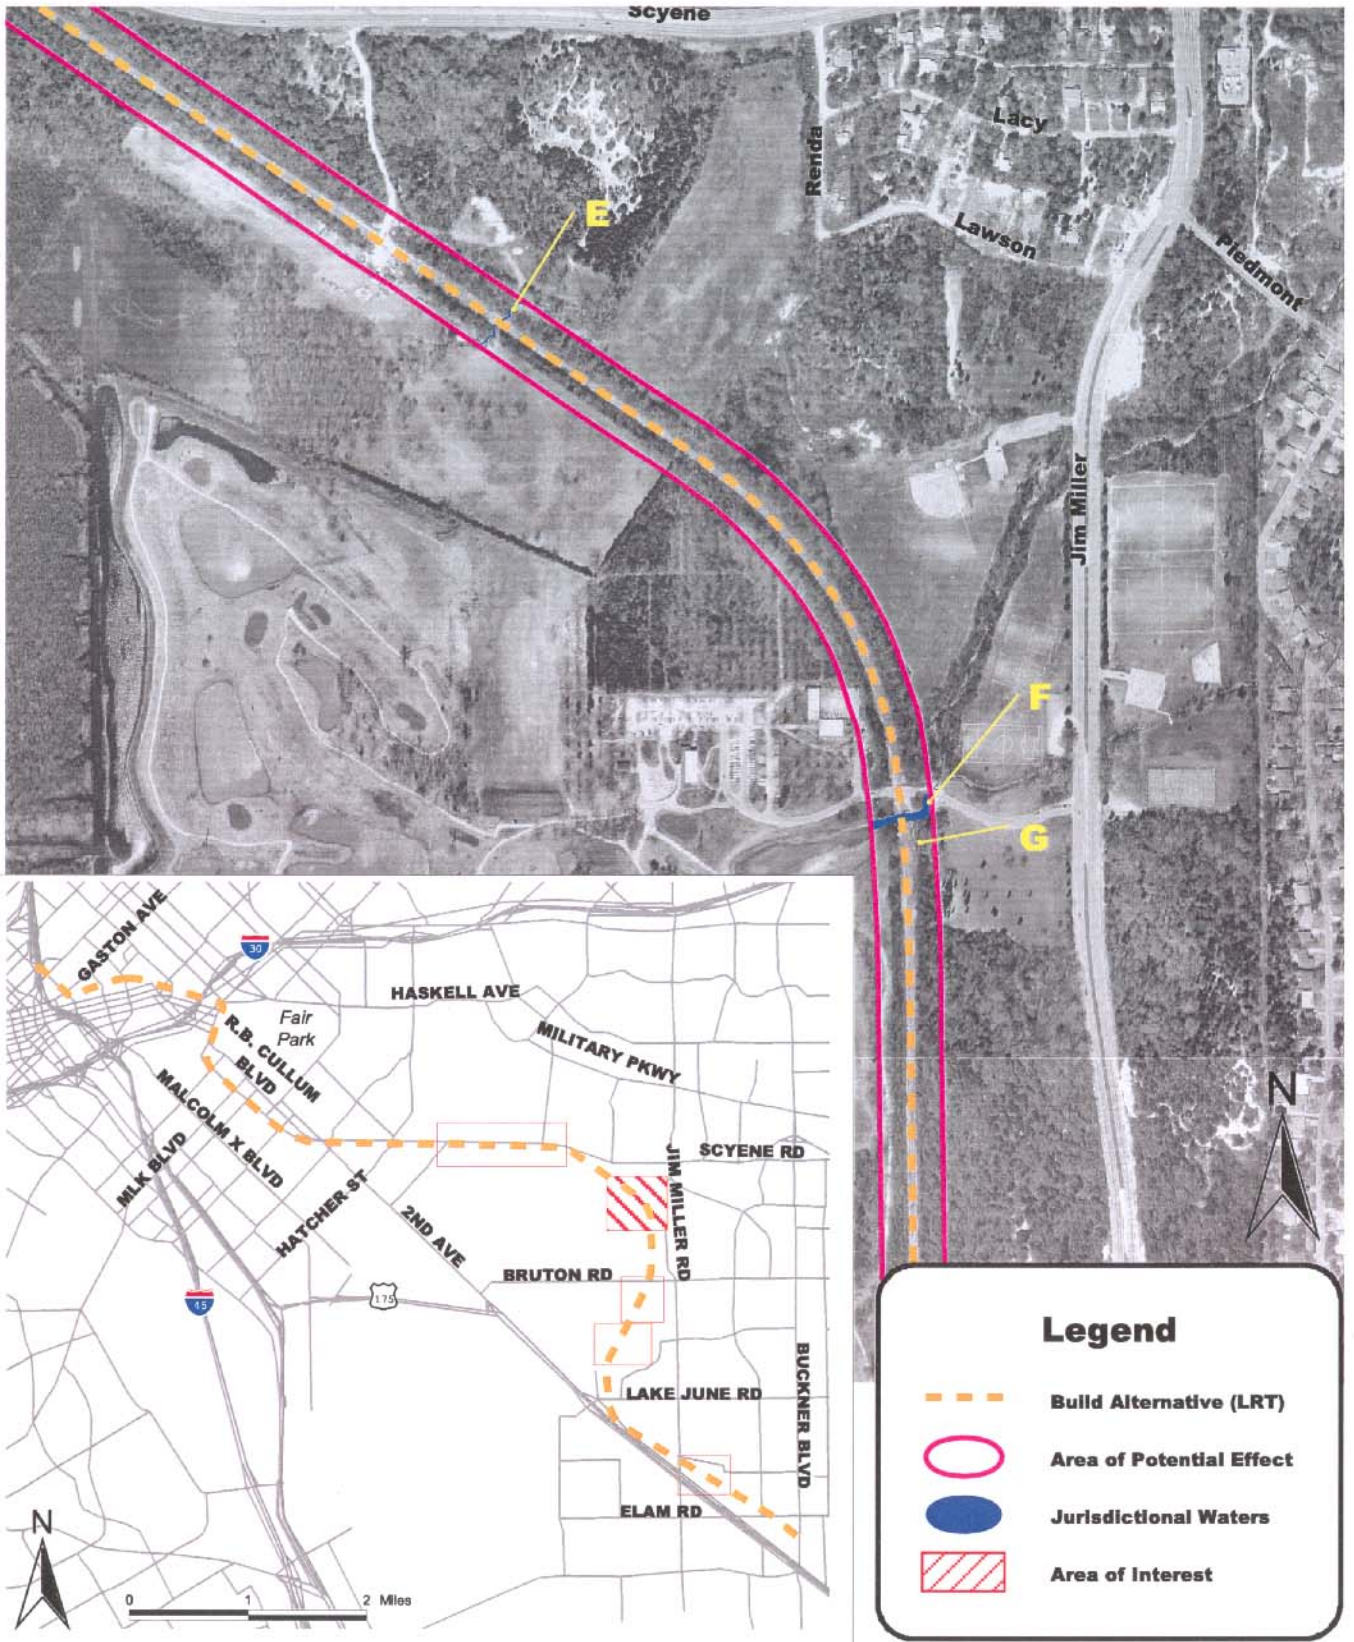 Scyene
Lacy
Renda
Lawson
Piedmont
E
Jim Miller
F
G
N
GASTON AVE
30
HASKELL AVE
Fair
Park
R.B. CULLUM
BLVD
MILITARY PKWY
MALCOLM X BLVD
MLK BLVD
SCYENE RD
JIM MILLER RD
HATCHER ST
2ND AVE
BRUTON RD
175
45
BUCKNER BLVD
LAKE JUNE RD
ELAM RD
N
0 1 2 Miles
Legend
Build Alternative (LRT)
Area of Potential Effect
Jurisdictional Waters
Area of Interest